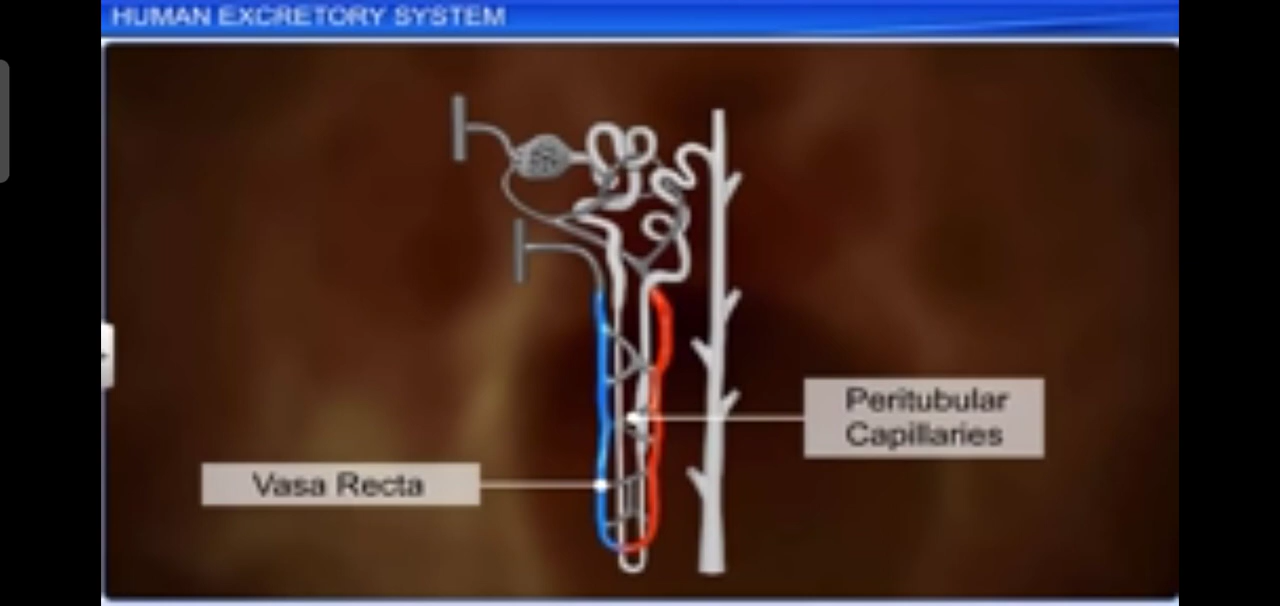 HUMAN EXCRETORY SYSTEM
Peritubular
Capillaries
Vasa Recta